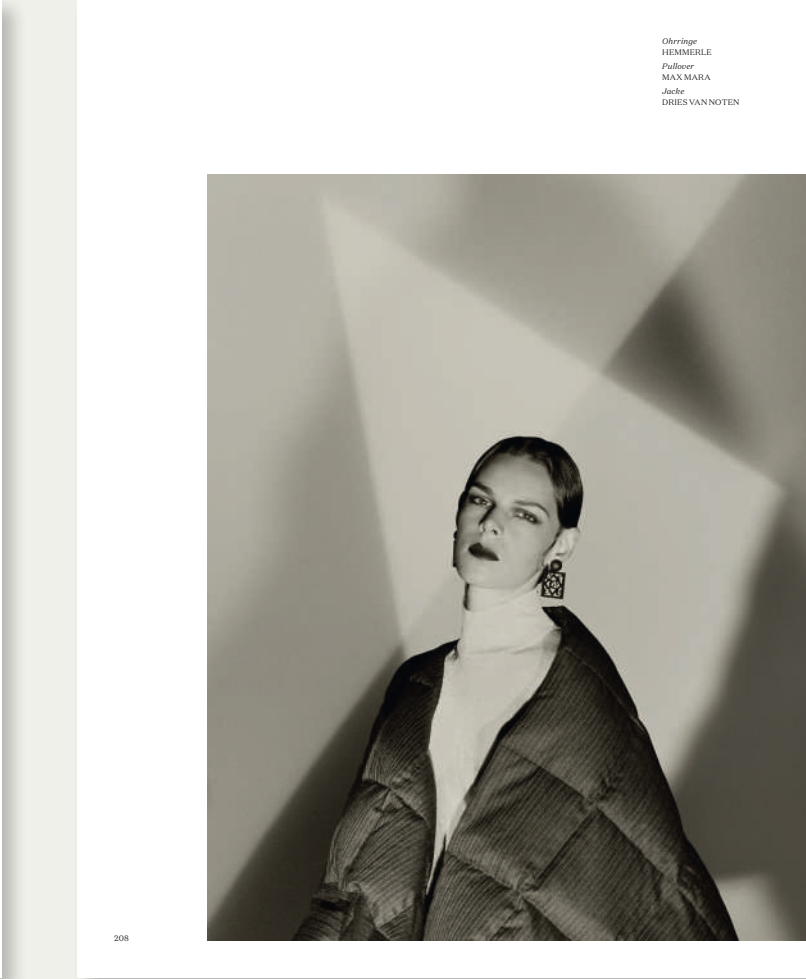 Ohrringe
HEMMERLE
Pullover
MAX MARA
Jacke
DRIES VAN NOTEN
208